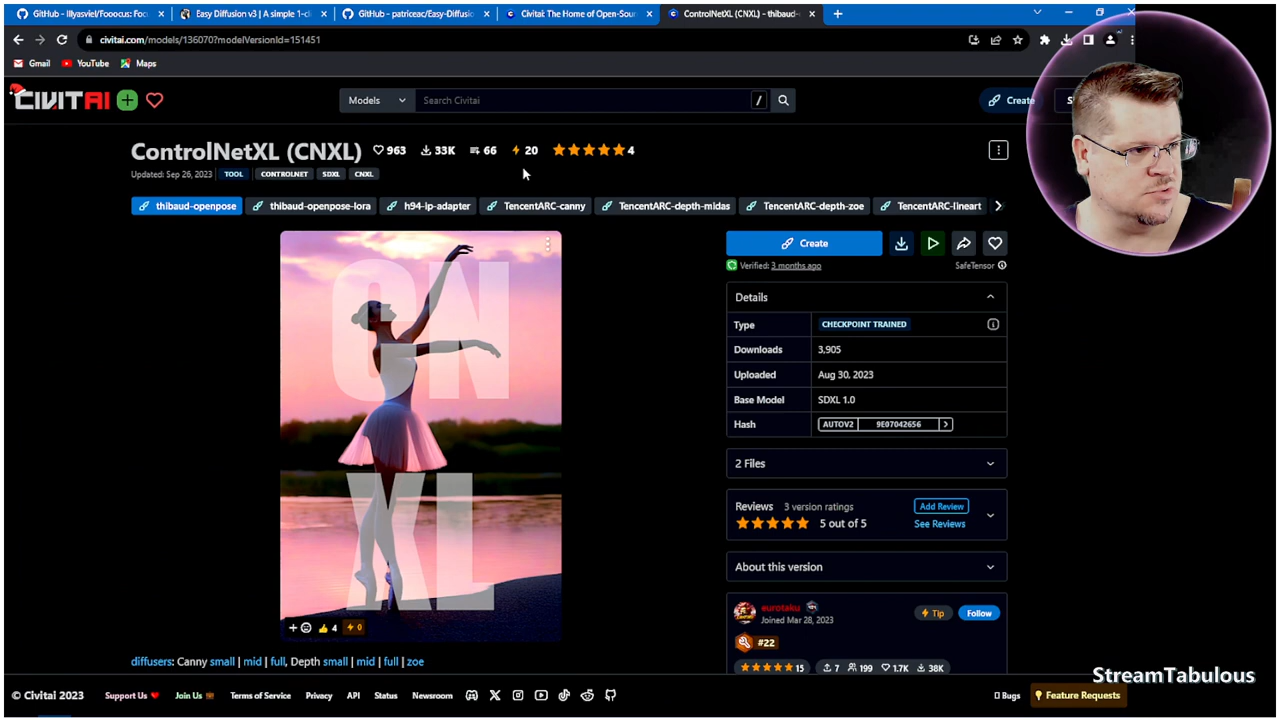 GitHub - lllyasviel/Fooocus: Foc
Easy Diffusion v3 | A simple 1-cli
GitHub - patriceac/Easy-Diffusio
Civitai: The Home of Open-Sour
ControlNetXL (CNXL) - thibaud-
civitai.com/models/136070?modelVersionId=151451
Gmail
YouTube
Maps
CIVITAI
Models
Search Civitai
/
Create
ControlNetXL (CNXL)
963
33K
66
20
4
Updated: Sep 26, 2023
TOOL
CONTROLNET
SDXL
CNXL
thibaud-openpose
thibaud-openpose-lora
h94-ip-adapter
TencentARC-canny
TencentARC-depth-midas
TencentARC-depth-zoe
TencentARC-lineart
CN
XL
4
0
Create
Verified: 3 months ago
SafeTensor
Details
Type
CHECKPOINT TRAINED
Downloads
3,905
Uploaded
Aug 30, 2023
Base Model
SDXL 1.0
Hash
AUTOV2
9E07042656
2 Files
Reviews
3 version ratings
Add Review
5 out of 5
See Reviews
About this version
eurotaku
Joined Mar 28, 2023
Tip
Follow
#22
15
7
199
1.7K
38K
diffusers: Canny small | mid | full, Depth small | mid | full | zoe
StreamTabulous
© Civitai 2023
Support Us
Join Us
Terms of Service
Privacy
API
Status
Newsroom
Bugs
Feature Requests